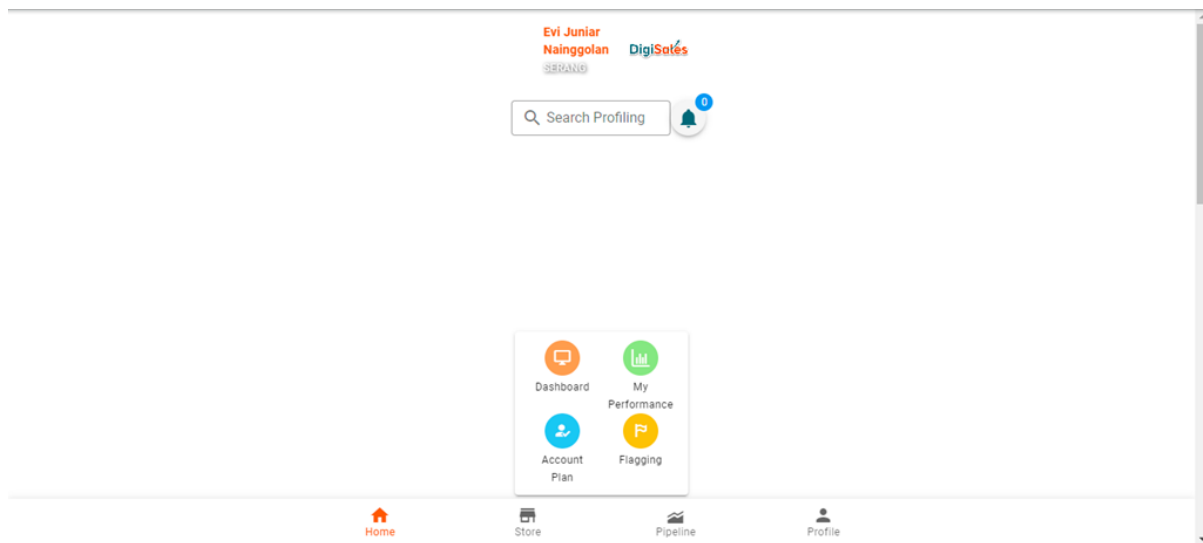 Evi Juniar
Nainggolan
DigiSales
SERANG
Search Profiling
0
Dashboard
My
Performance
Account
Plan
Flagging
Home
Store
Pipeline
Profile